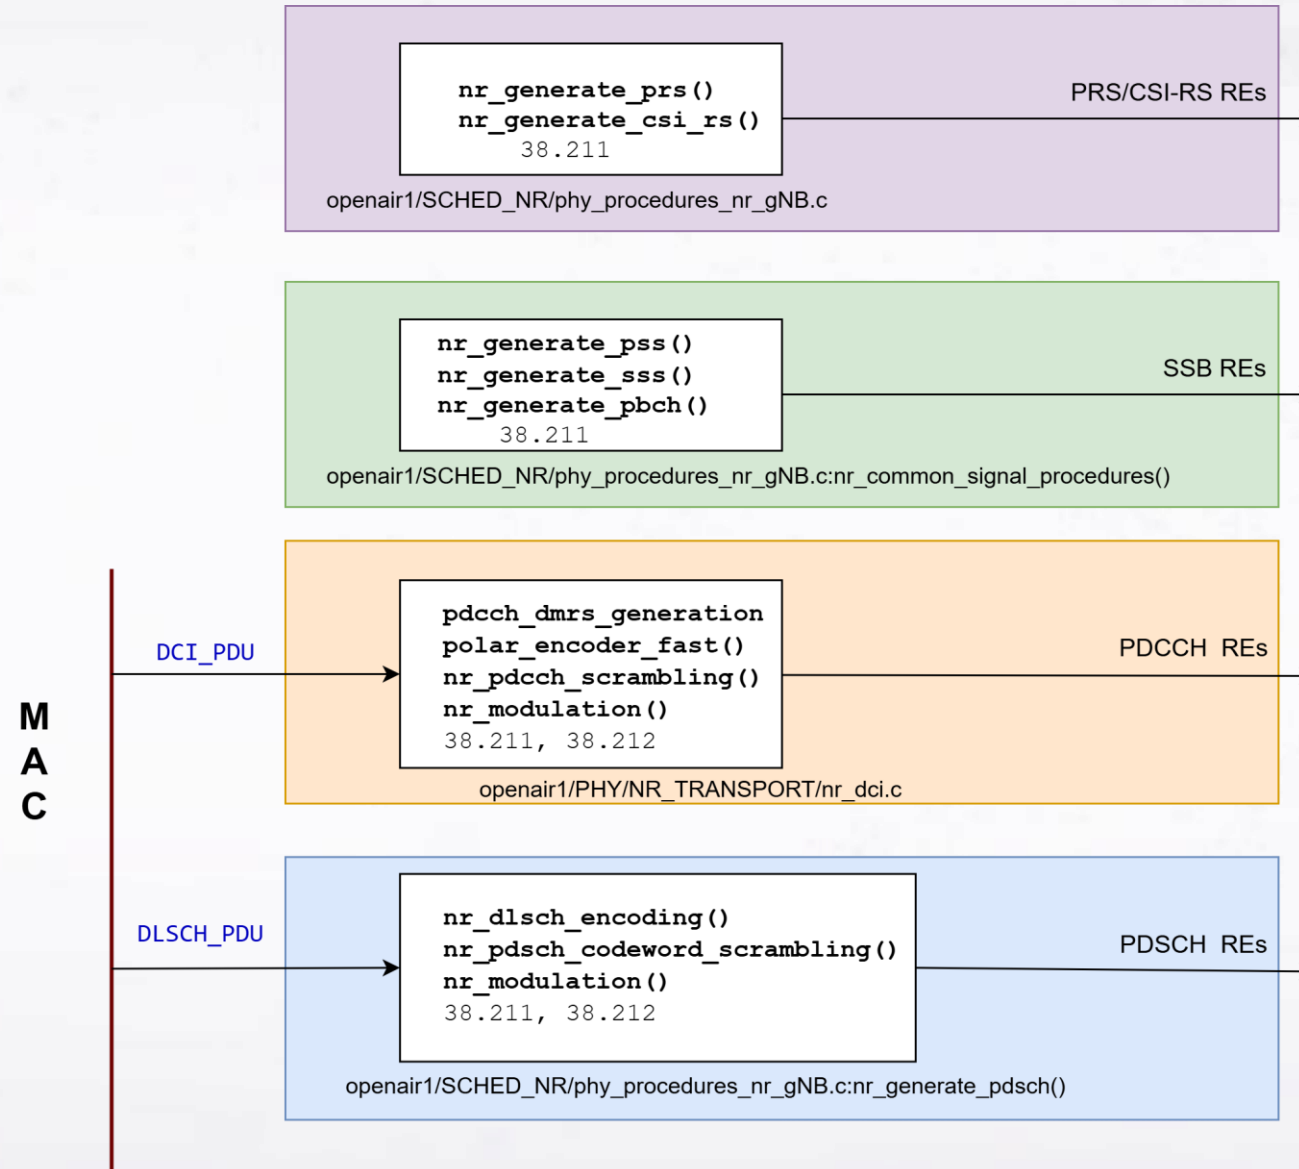 nr_generate_prs()
nr_generate_csi_rs()
38.211
PRS/CSI-RS REs
openair1/SCHED_NR/phy_procedures_nr_gNB.c
nr_generate_pss()
nr_generate_sss()
nr_generate_pbch()
38.211
SSB REs
openair1/SCHED_NR/phy_procedures_nr_gNB.c:nr_common_signal_procedures()
M
A
C
DCI_PDU
pdcch_dmrs_generation
polar_encoder_fast()
nr_pdcch_scrambling()
nr_modulation()
38.211, 38.212
PDCCH REs
openair1/PHY/NR_TRANSPORT/nr_dci.c
DLSCH_PDU
nr_dlsch_encoding()
nr_pdsch_codeword_scrambling()
nr_modulation()
38.211, 38.212
PDSCH REs
openair1/SCHED_NR/phy_procedures_nr_gNB.c:nr_generate_pdsch()